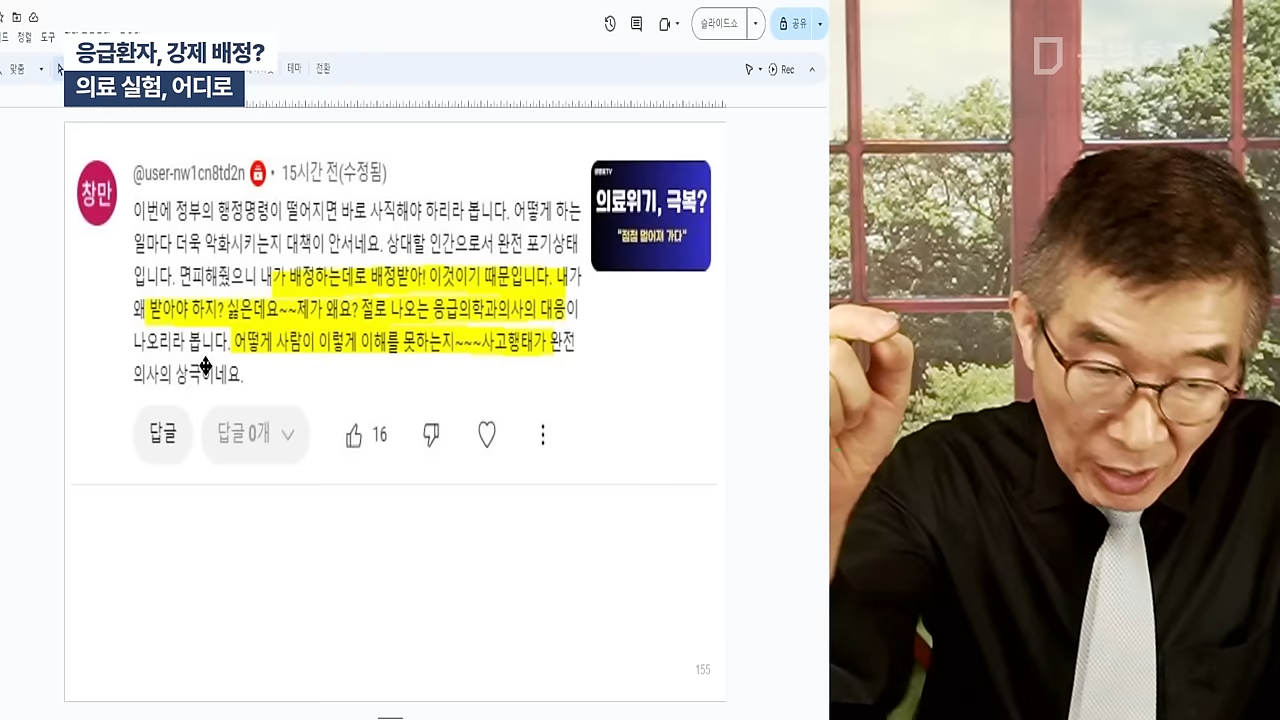 정렬 도구
응급환자, 강제 배정?
의료 실험, 어디로
맞춤
테마
전환
슬라이드쇼
공유
Rec
창만
@user-nw1cn8td2n · 15시간 전(수정됨)
이번에 정부의 행정명령이 떨어지면 바로 사직해야 하리라 봅니다. 어떻게 하는
일마다 더욱 악화시키는지 대책이 안서네요. 상대할 인간으로서 완전 포기상태
입니다. 면피해줬으니 내가 배정하는데로 배정받아! 이것이기 때문입니다. 내가
왜 받아야 하지? 싫은데요~~제가 왜요? 절로 나오는 응급의학과의사의 대응이
나오리라 봅니다. 어떻게 사람이 이렇게 이해를 못하는지~~~사고행태가 완전
의사의 상극이네요.
의료위기, 극복?
"점점 멀어져 가다"
답글
답글 0개
16
155